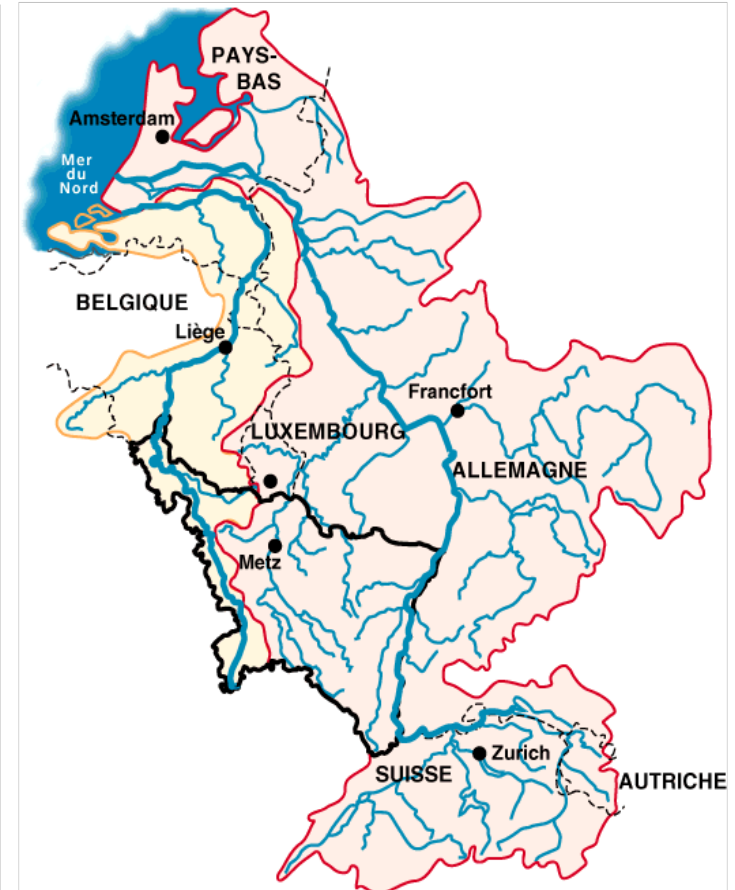 PAYS-
BAS
Amsterdam
Mer
du
Nord
BELGIQUE
Liège
Francfort
LUXEMBOURG
ALLEMAGNE
Metz
Zurich
SUISSE
AUTRICHE